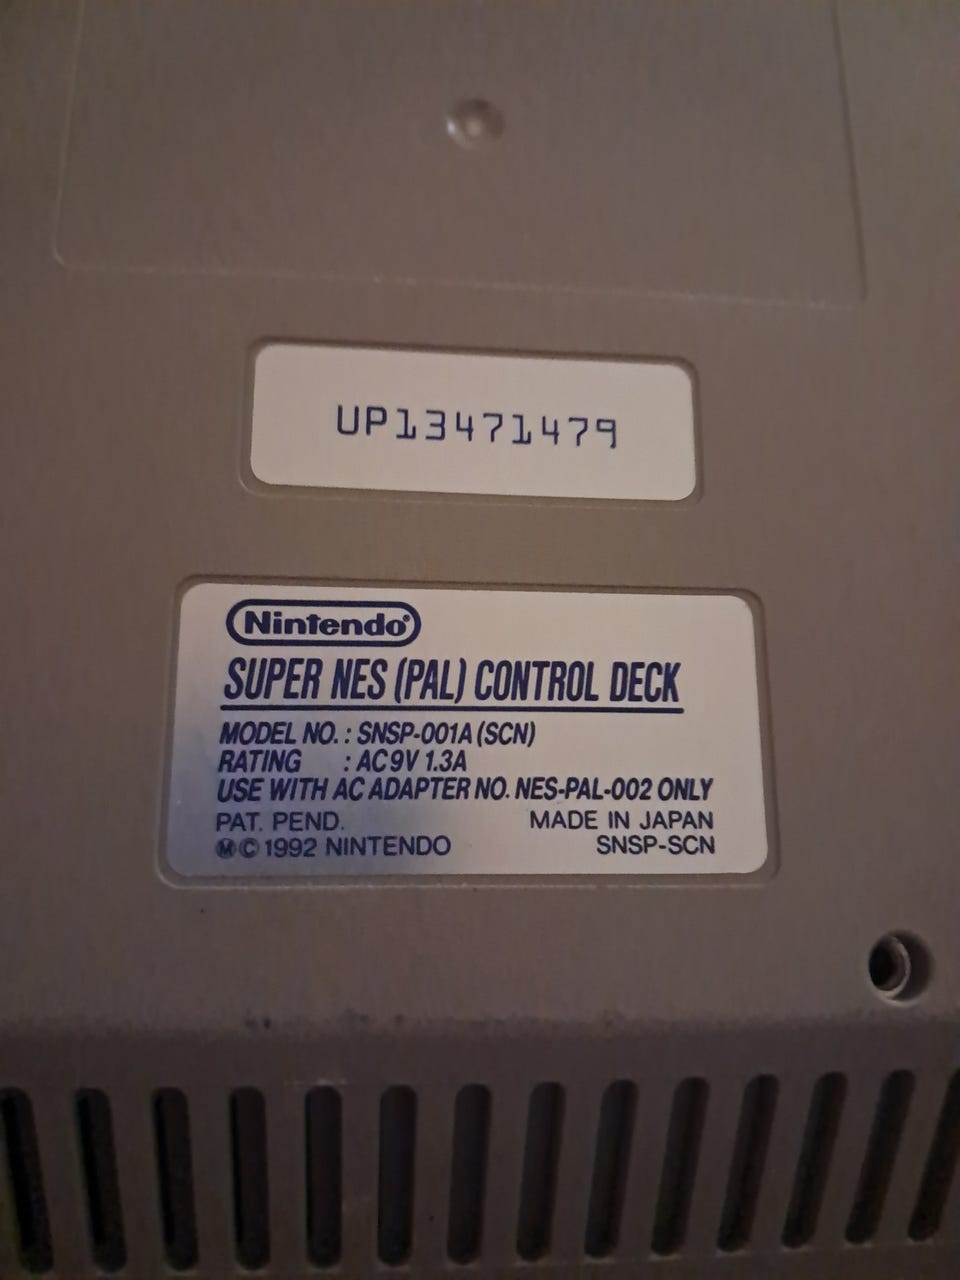 UP13471479
Nintendo®
SUPER NES (PAL) CONTROL DECK
MODEL NO. : SNSP-001A (SCN)
RATING : AC 9V 1.3A
USE WITH AC ADAPTER NO. NES-PAL-002 ONLY
PAT. PEND. MADE IN JAPAN
Ⓜ© 1992 NINTENDO SNSP-SCN